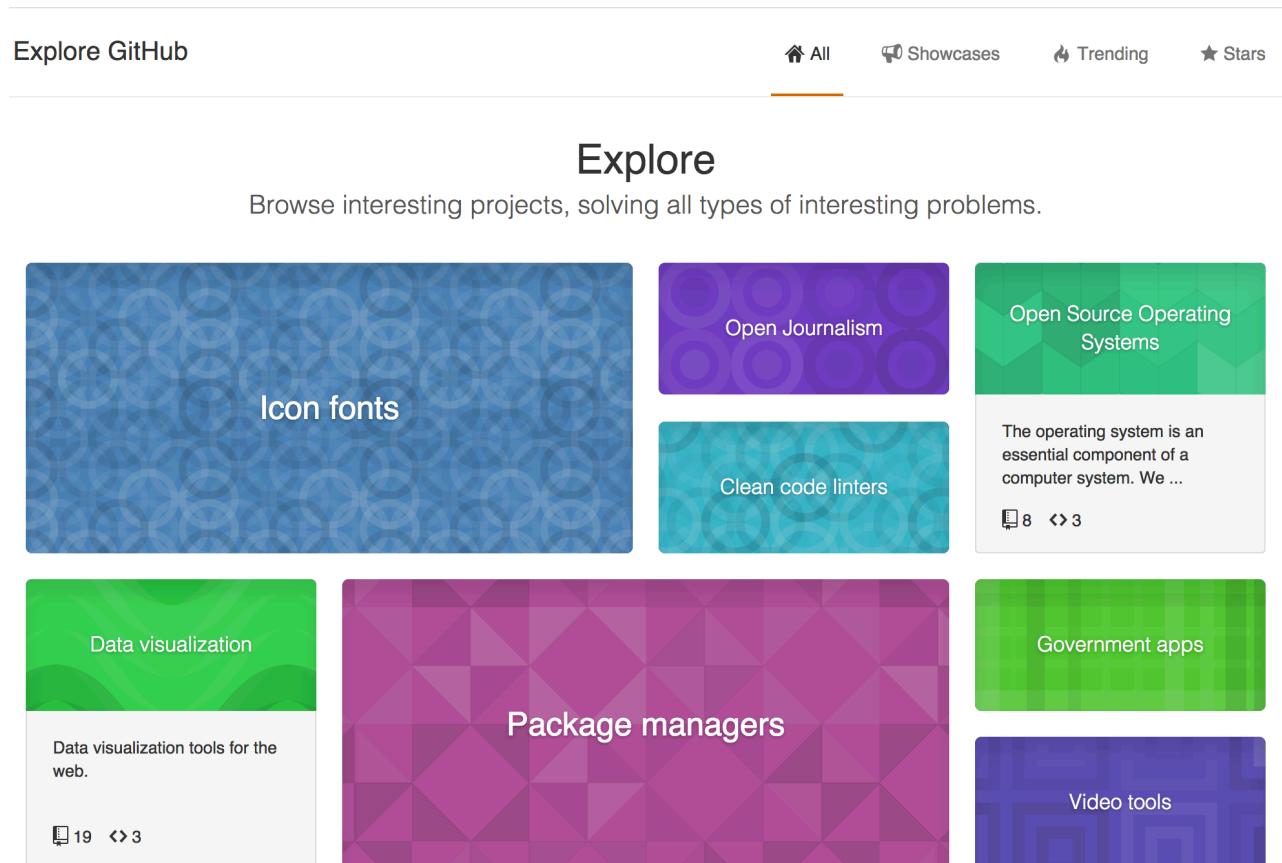 Explore GitHub
All
Showcases
Trending
Stars
Explore
Browse interesting projects, solving all types of interesting problems.
Icon fonts
Open Journalism
Clean code linters
Open Source Operating
Systems
The operating system is an
essential component of a
computer system. We ...
8 3
Data visualization
Data visualization tools for the
web.
19 3
Package managers
Government apps
Video tools